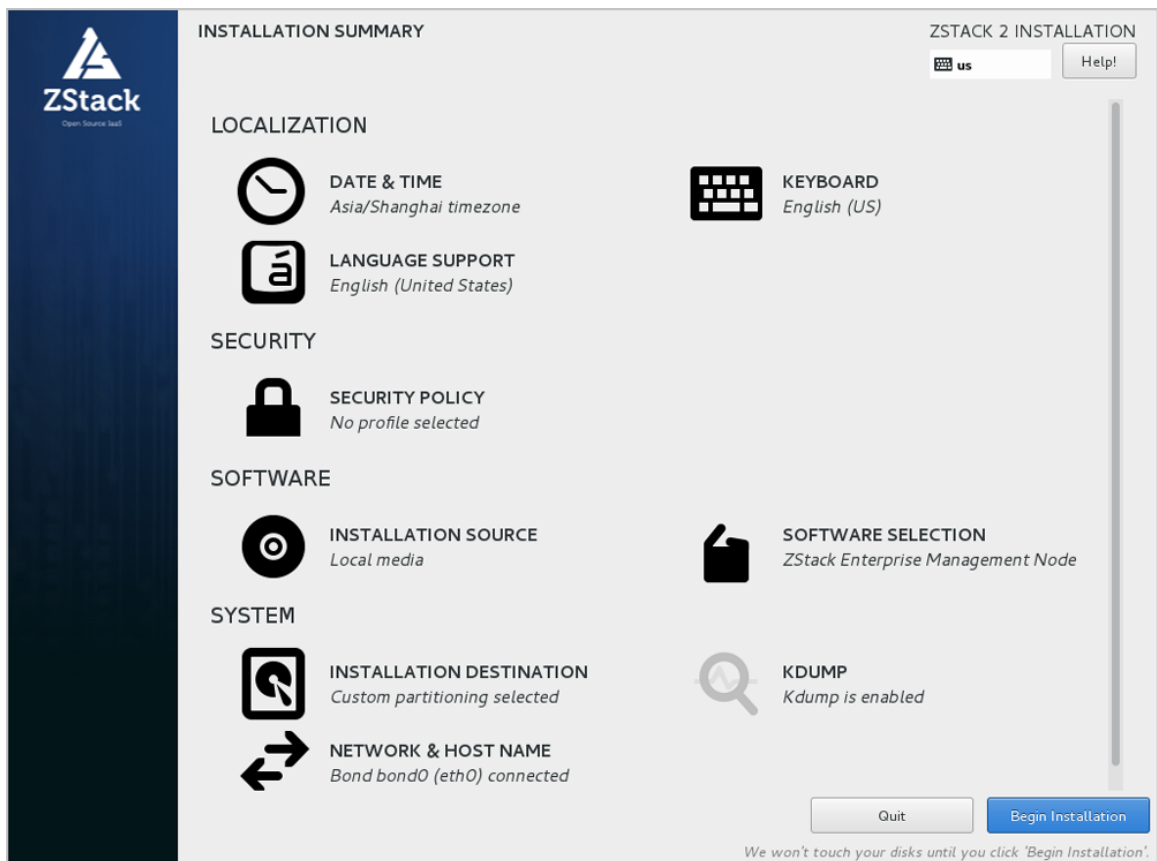 ZStack
Open Source IaaS
INSTALLATION SUMMARY
ZSTACK 2 INSTALLATION
us
Help!
LOCALIZATION
DATE & TIME
Asia/Shanghai timezone
KEYBOARD
English (US)
á
LANGUAGE SUPPORT
English (United States)
SECURITY
SECURITY POLICY
No profile selected
SOFTWARE
INSTALLATION SOURCE
Local media
SOFTWARE SELECTION
ZStack Enterprise Management Node
SYSTEM
INSTALLATION DESTINATION
Custom partitioning selected
KDUMP
Kdump is enabled
NETWORK & HOST NAME
Bond bond0 (eth0) connected
Quit
Begin Installation
We won't touch your disks until you click 'Begin Installation'.